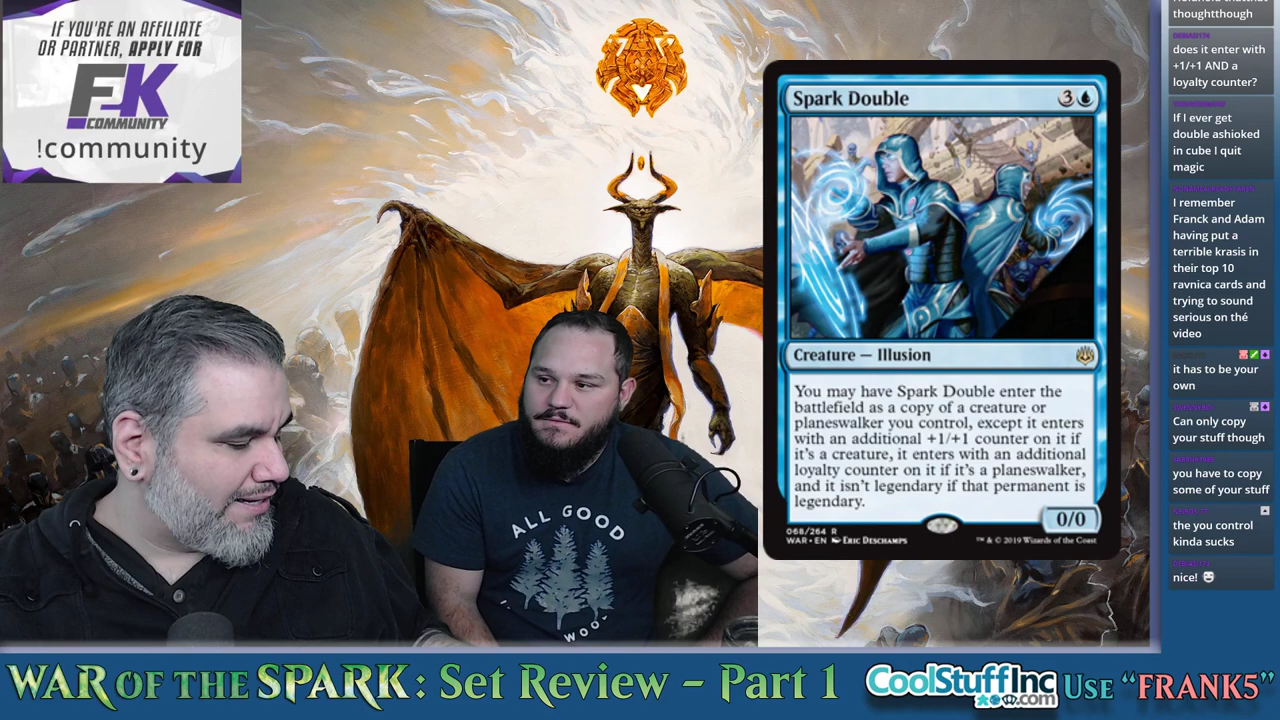 IF YOU'RE AN AFFILIATE
OR PARTNER, APPLY FOR
FK
COMMUNITY
!community
ALL GOOD
WOO
Spark Double
3
Creature — Illusion
You may have Spark Double enter the
battlefield as a copy of a creature or
planeswalker you control, except it enters
with an additional +1/+1 counter on it if
it's a creature, it enters with an additional
loyalty counter on it if it's a planeswalker,
and it isn't legendary if that permanent is
legendary.
0/0
068/264 R
WAR • EN ERIC DESCHAMPS
™ & © 2019 Wizards of the Coast
thoughtthough
does it enter with
+1/+1 AND a
loyalty counter?
If I ever get
double ashioked
in cube I quit
magic
I remember
Franck and Adam
having put a
terrible krasis in
their top 10
ravnica cards and
trying to sound
serious on thé
video
it has to be your
own
Can only copy
your stuff though
you have to copy
some of your stuff
the you control
kinda sucks
nice!
WAR OF THE SPARK: Set Review - Part 1
CoolStuffInc
.com
USE "FRANK5"